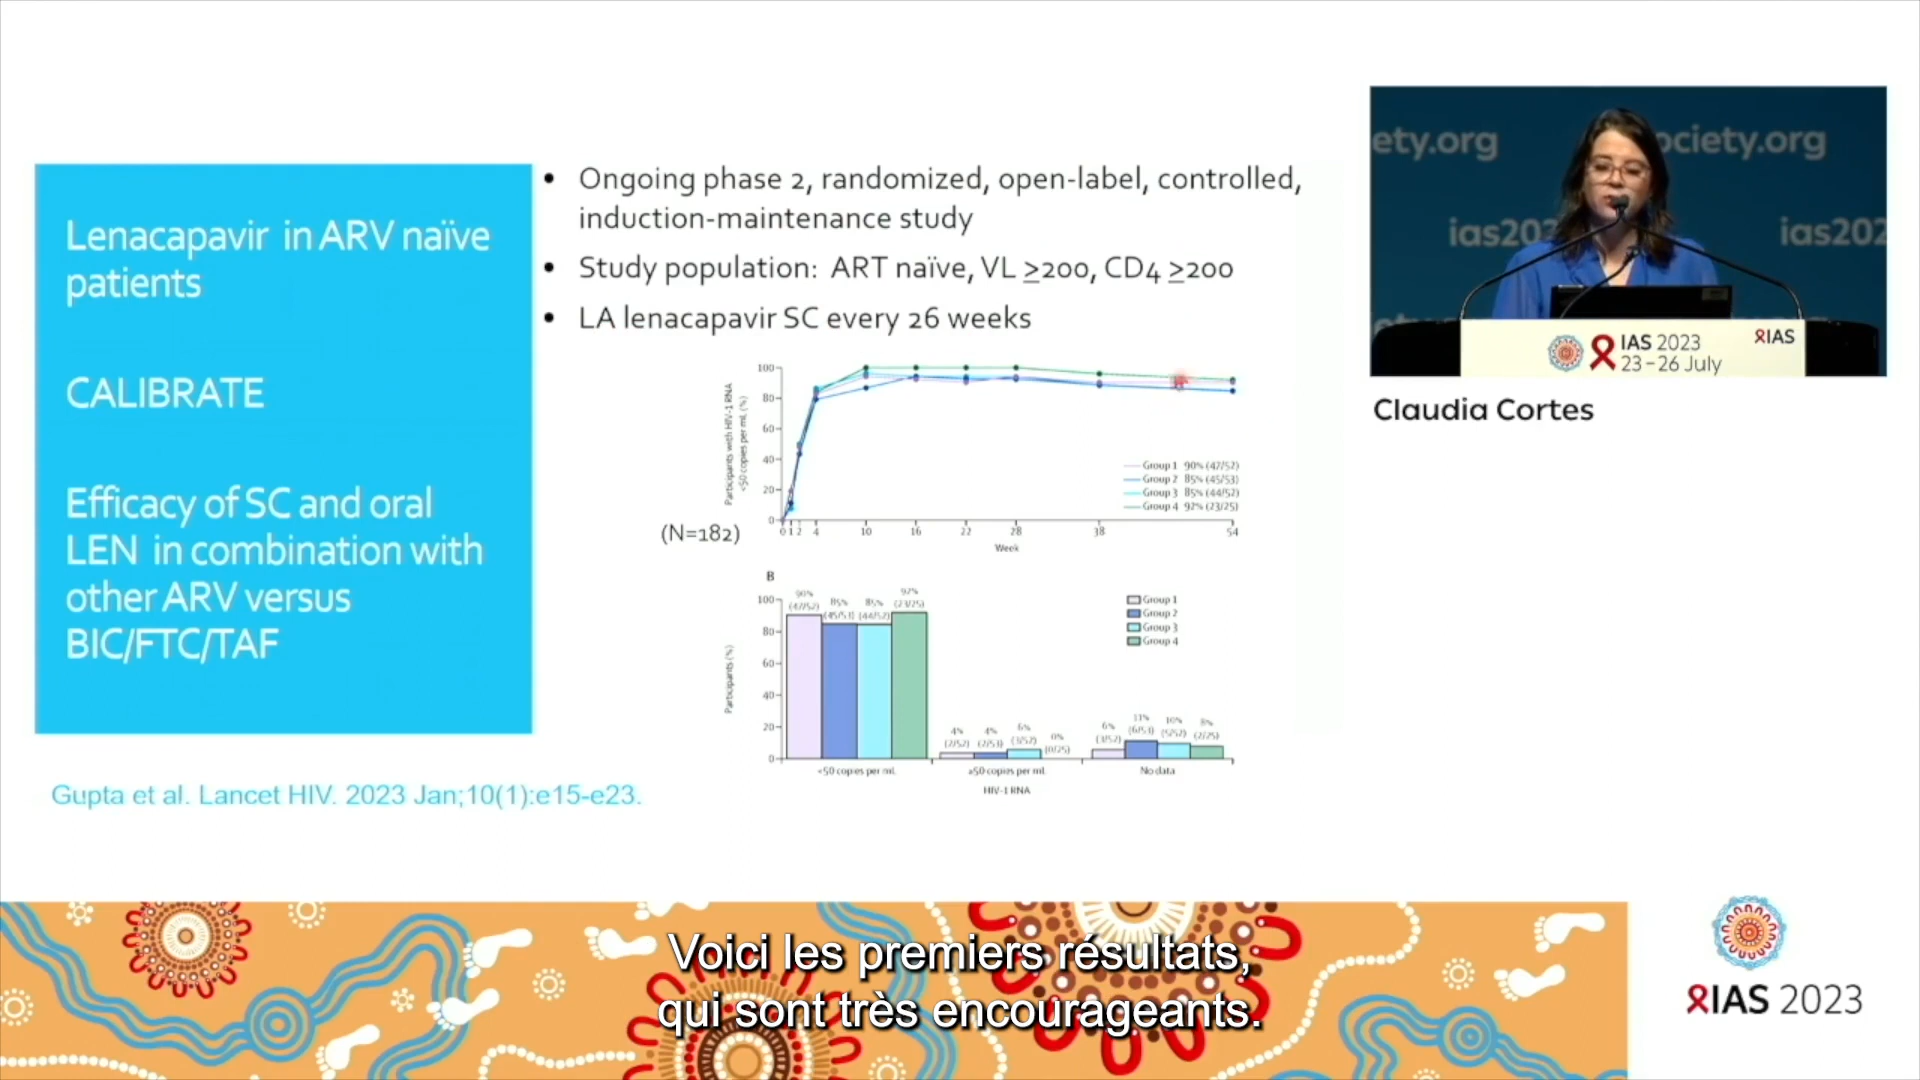 Lenacapavir in ARV naïve
patients
CALIBRATE
Efficacy of SC and oral
LEN in combination with
other ARV versus
BIC/FTC/TAF
• Ongoing phase 2, randomized, open-label, controlled,
induction-maintenance study
• Study population: ART naïve, VL ≥200, CD4 ≥200
• LA lenacapavir SC every 26 weeks
Participants with HIV-1 RNA
<50 copies per mL (%)
100
80
60
40
20
0
0 1 2 4 10 16 22 28 38 54
Week
Group 1 90% (47/52)
Group 2 85% (45/53)
Group 3 85% (44/52)
Group 4 92% (23/25)
(N=182)
B
Participants (%)
100
80
60
40
20
0
90%
(47/52)
85%
(45/53)
85%
(44/52)
92%
(23/25)
4%
(2/52)
4%
(2/53)
6%
(3/52)
0%
(0/25)
6%
(3/52)
11%
(6/53)
10%
(5/52)
8%
(2/25)
<50 copies per mL
≥50 copies per mL
No data
HIV-1 RNA
Group 1
Group 2
Group 3
Group 4
Gupta et al. Lancet HIV. 2023 Jan;10(1):e15-e23.
ety.org
ociety.org
ias202
ias202
IAS 2023
23–26 July
IAS
Claudia Cortes
Voici les premiers résultats,
qui sont très encourageants.
IAS 2023